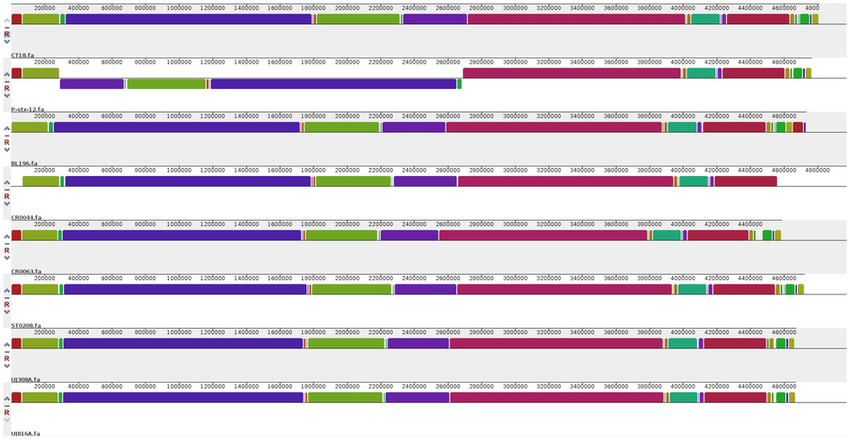 200000 400000 600000 800000 1000000 1200000 1400000 1600000 1800000 2000000 2200000 2400000 2600000 2800000 3000000 3200000 3400000 3600000 3800000 4000000 4200000 4400000 4600000 4800
R
CT18.fa
200000 400000 600000 800000 1000000 1200000 1400000 1600000 1800000 2000000 2200000 2400000 2600000 2800000 3000000 3200000 3400000 3600000 3800000 4000000 4200000 4400000 4600000
R
P-stx-12.fa
200000 400000 600000 800000 1000000 1200000 1400000 1600000 1800000 2000000 2200000 2400000 2600000 2800000 3000000 3200000 3400000 3600000 3800000 4000000 4200000 4400000 4600000
R
BL196.fa
200000 400000 600000 800000 1000000 1200000 1400000 1600000 1800000 2000000 2200000 2400000 2600000 2800000 3000000 3200000 3400000 3600000 3800000 4000000 4200000 4400000 4600000 4800000
R
CR0044.fa
200000 400000 600000 800000 1000000 1200000 1400000 1600000 1800000 2000000 2200000 2400000 2600000 2800000 3000000 3200000 3400000 3600000 3800000 4000000 4200000 4400000
R
CR0063.fa
200000 400000 600000 800000 1000000 1200000 1400000 1600000 1800000 2000000 2200000 2400000 2600000 2800000 3000000 3200000 3400000 3600000 3800000 4000000 4200000 4400000 4600000
R
ST0208.fa
200000 400000 600000 800000 1000000 1200000 1400000 1600000 1800000 2000000 2200000 2400000 2600000 2800000 3000000 3200000 3400000 3600000 3800000 4000000 4200000 4400000 4600000
R
UJ308A.fa
200000 400000 600000 800000 1000000 1200000 1400000 1600000 1800000 2000000 2200000 2400000 2600000 2800000 3000000 3200000 3400000 3600000 3800000 4000000 4200000 4400000 4600000
R
UJ816A.fa